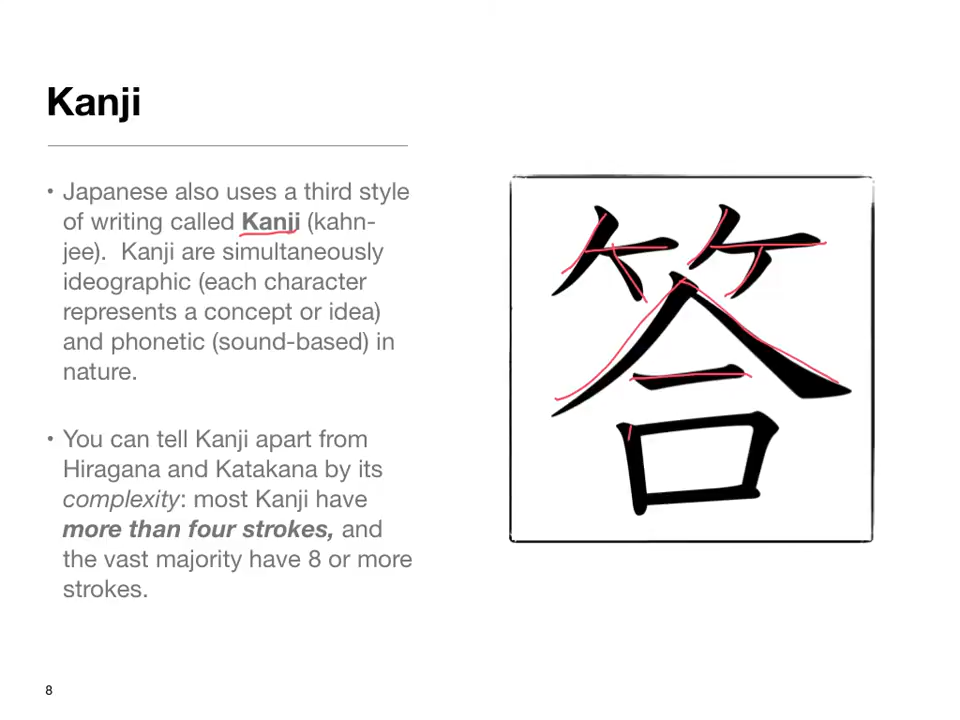 Kanji
• Japanese also uses a third style
of writing called Kanji (kahn-
jee).  Kanji are simultaneously
ideographic (each character
represents a concept or idea)
and phonetic (sound-based) in
nature.
• You can tell Kanji apart from
Hiragana and Katakana by its
complexity: most Kanji have
more than four strokes, and
the vast majority have 8 or more
strokes.
答
8